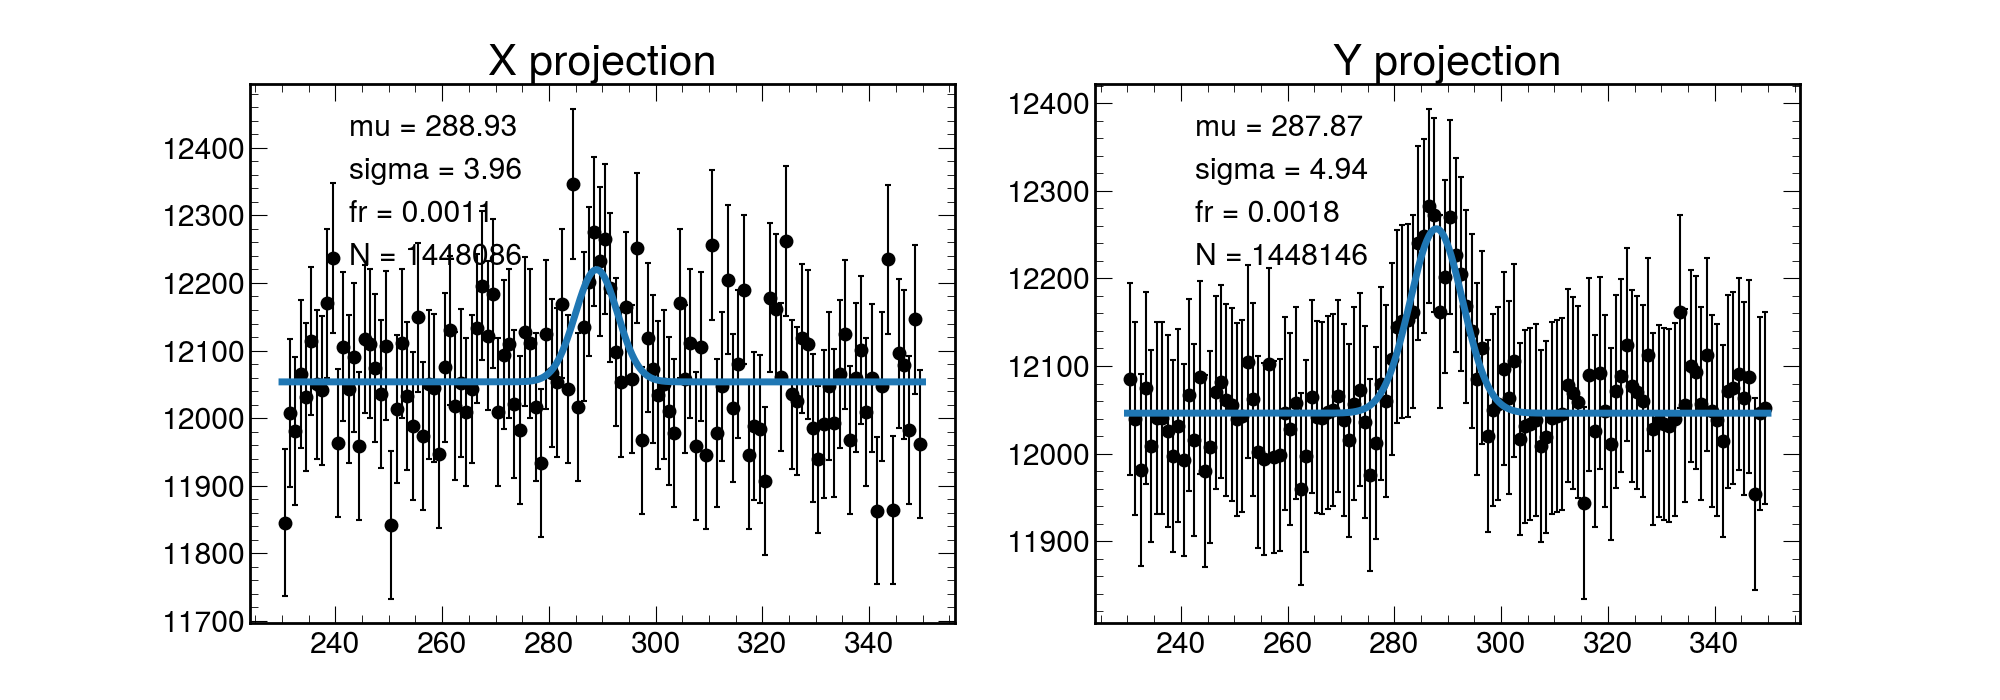 X projection
mu = 288.93
sigma = 3.96
fr = 0.0011
N = 1448086
12400
12300
12200
12100
12000
11900
11800
11700
240 260 280 300 320 340
Y projection
mu = 287.87
sigma = 4.94
fr = 0.0018
N = 1448146
12400
12300
12200
12100
12000
11900
240 260 280 300 320 340